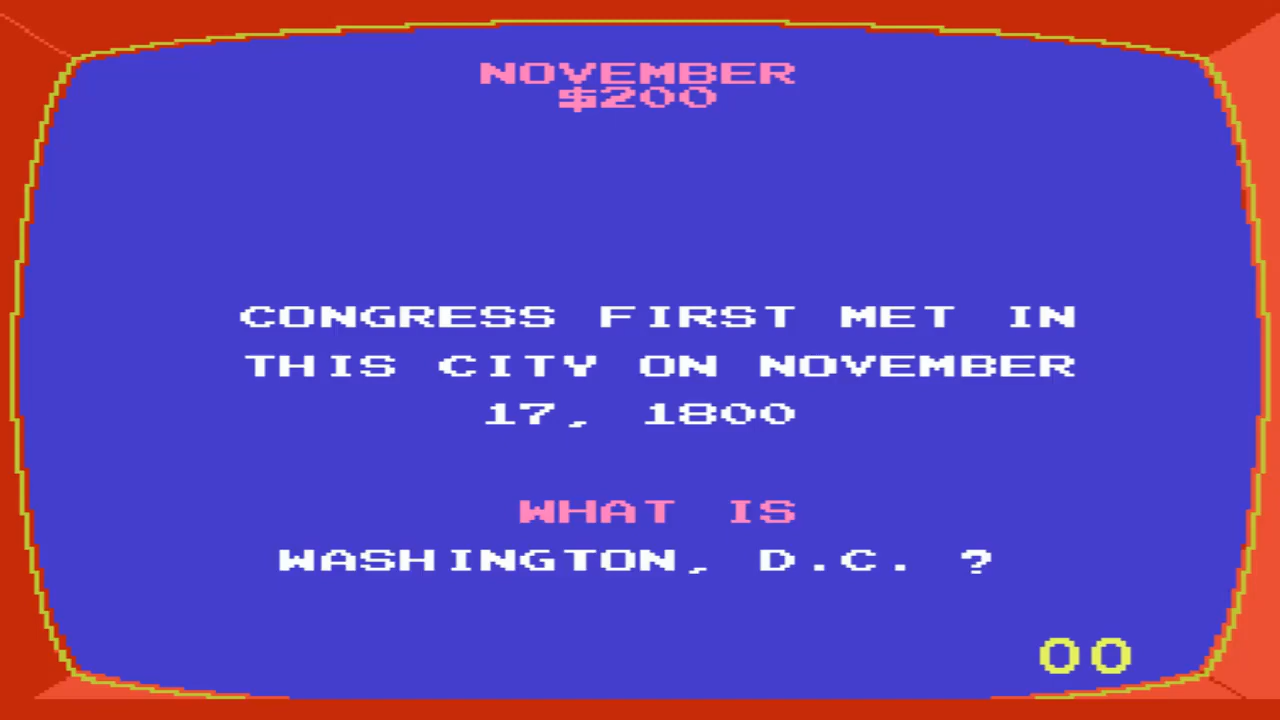 NOVEMBER
$200
CONGRESS FIRST MET IN
THIS CITY ON NOVEMBER
17, 1800
WHAT IS
WASHINGTON, D.C. ?
00